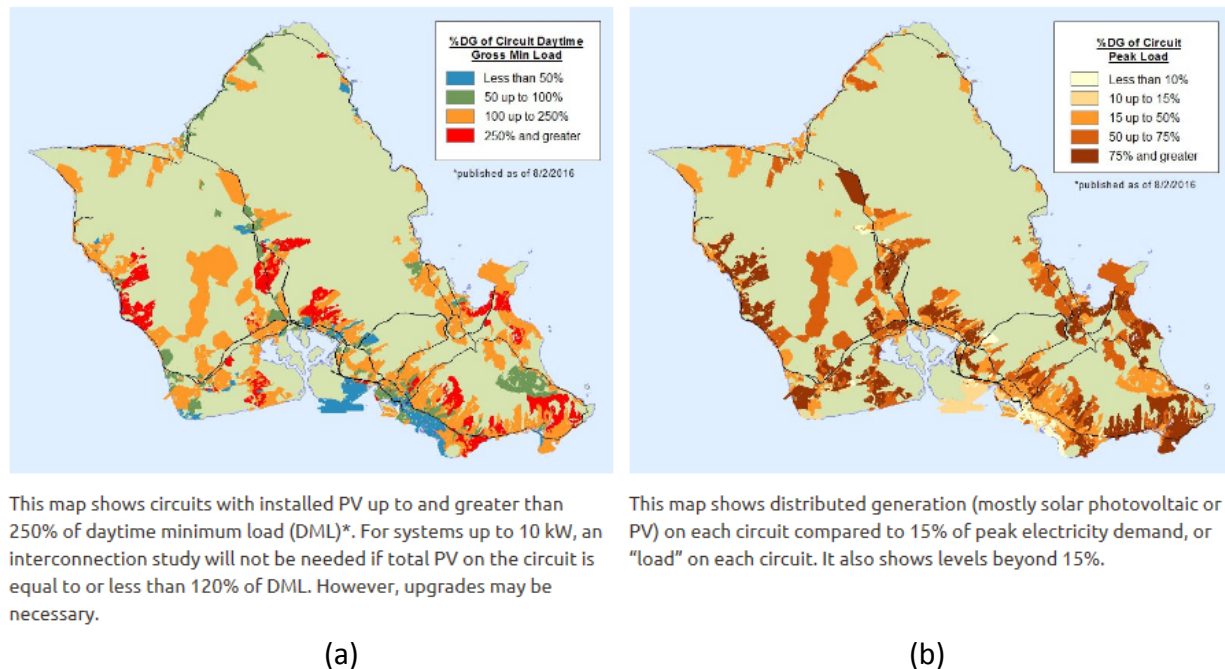 %DG of Circuit Daytime
Gross Min Load
Less than 50%
50 up to 100%
100 up to 250%
250% and greater
*published as of 8/2/2016
This map shows circuits with installed PV up to and greater than
250% of daytime minimum load (DML)*. For systems up to 10 kW, an
interconnection study will not be needed if total PV on the circuit is
equal to or less than 120% of DML. However, upgrades may be
necessary.
(a)
%DG of Circuit
Peak Load
Less than 10%
10 up to 15%
15 up to 50%
50 up to 75%
75% and greater
*published as of 8/2/2016
This map shows distributed generation (mostly solar photovoltaic or
PV) on each circuit compared to 15% of peak electricity demand, or
“load” on each circuit. It also shows levels beyond 15%.
(b)